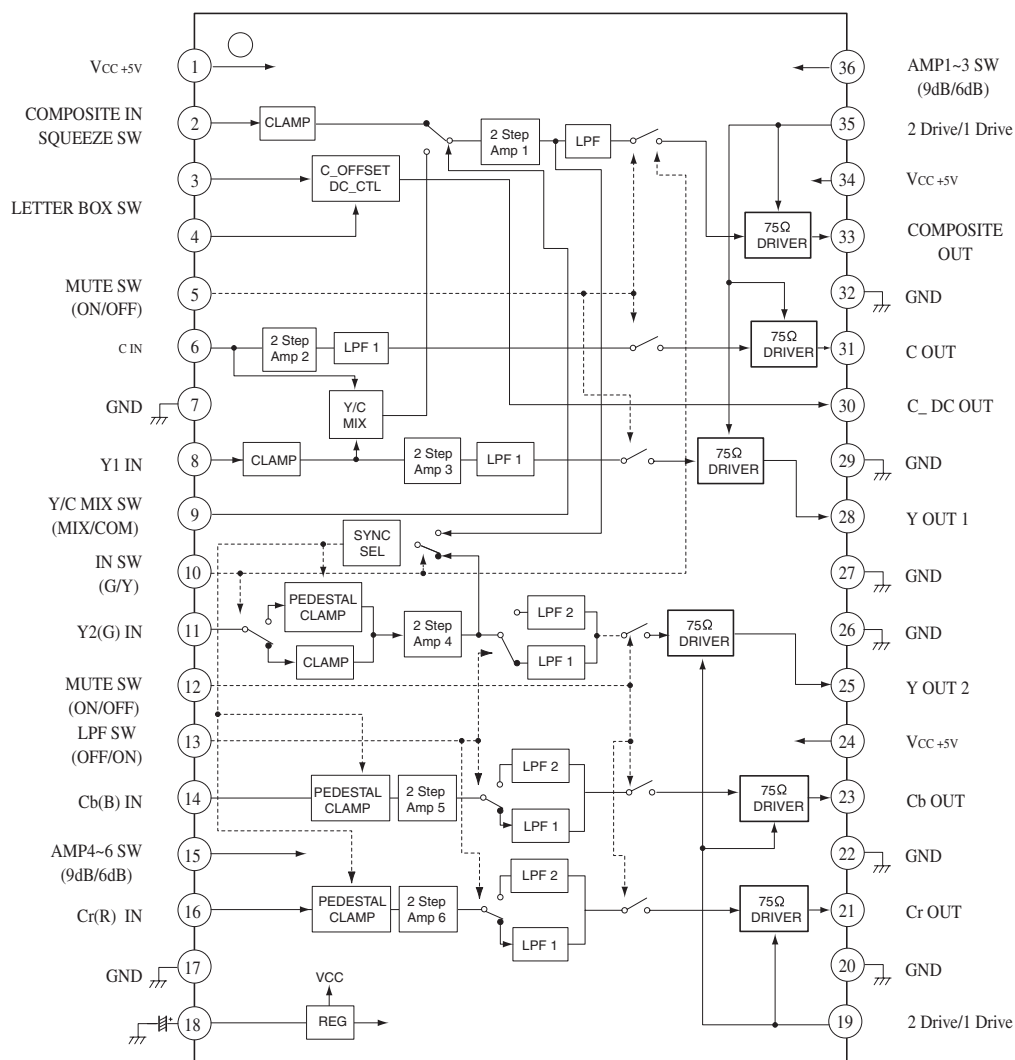 VCC +5V
1
36
AMP1~3 SW
(9dB/6dB)
COMPOSITE IN
SQUEEZE SW
2
CLAMP
2 Step
Amp 1
LPF
35
2 Drive/1 Drive
3
C_OFFSET
DC_CTL
34
VCC +5V
LETTER BOX SW
4
75Ω
DRIVER
33
COMPOSITE
OUT
MUTE SW
(ON/OFF)
5
32
GND
C IN
6
2 Step
Amp 2
LPF 1
75Ω
DRIVER
31
C OUT
GND
7
Y/C
MIX
30
C_ DC OUT
Y1 IN
8
CLAMP
2 Step
Amp 3
LPF 1
75Ω
DRIVER
29
GND
Y/C MIX SW
(MIX/COM)
9
28
Y OUT 1
SYNC
SEL
IN SW
(G/Y)
10
27
GND
Y2(G) IN
11
PEDESTAL
CLAMP
CLAMP
2 Step
Amp 4
LPF 2
LPF 1
75Ω
DRIVER
26
GND
MUTE SW
(ON/OFF)
12
25
Y OUT 2
LPF SW
(OFF/ON)
13
24
VCC +5V
Cb(B) IN
14
PEDESTAL
CLAMP
2 Step
Amp 5
LPF 2
LPF 1
75Ω
DRIVER
23
Cb OUT
AMP4~6 SW
(9dB/6dB)
15
22
GND
Cr(R) IN
16
PEDESTAL
CLAMP
2 Step
Amp 6
LPF 2
LPF 1
75Ω
DRIVER
21
Cr OUT
GND
17
20
GND
18
+
VCC
REG
19
2 Drive/1 Drive